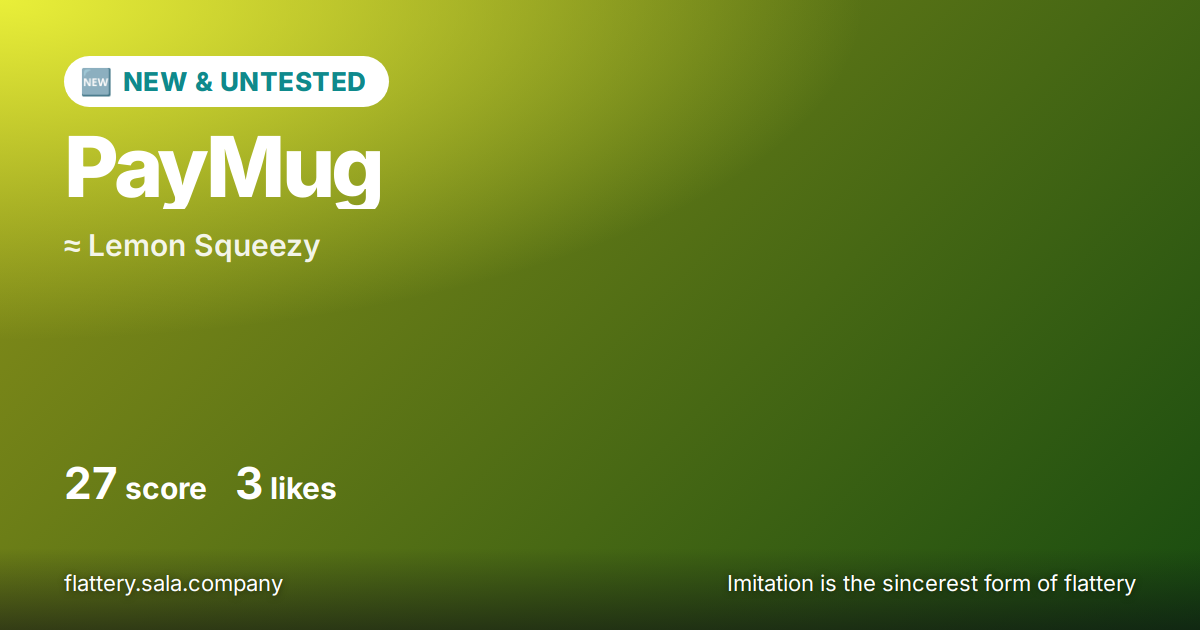 🆕 NEW & UNTESTED
PayMug
≈ Lemon Squeezy
27 score 3 likes
flattery.sala.company
Imitation is the sincerest form of flattery